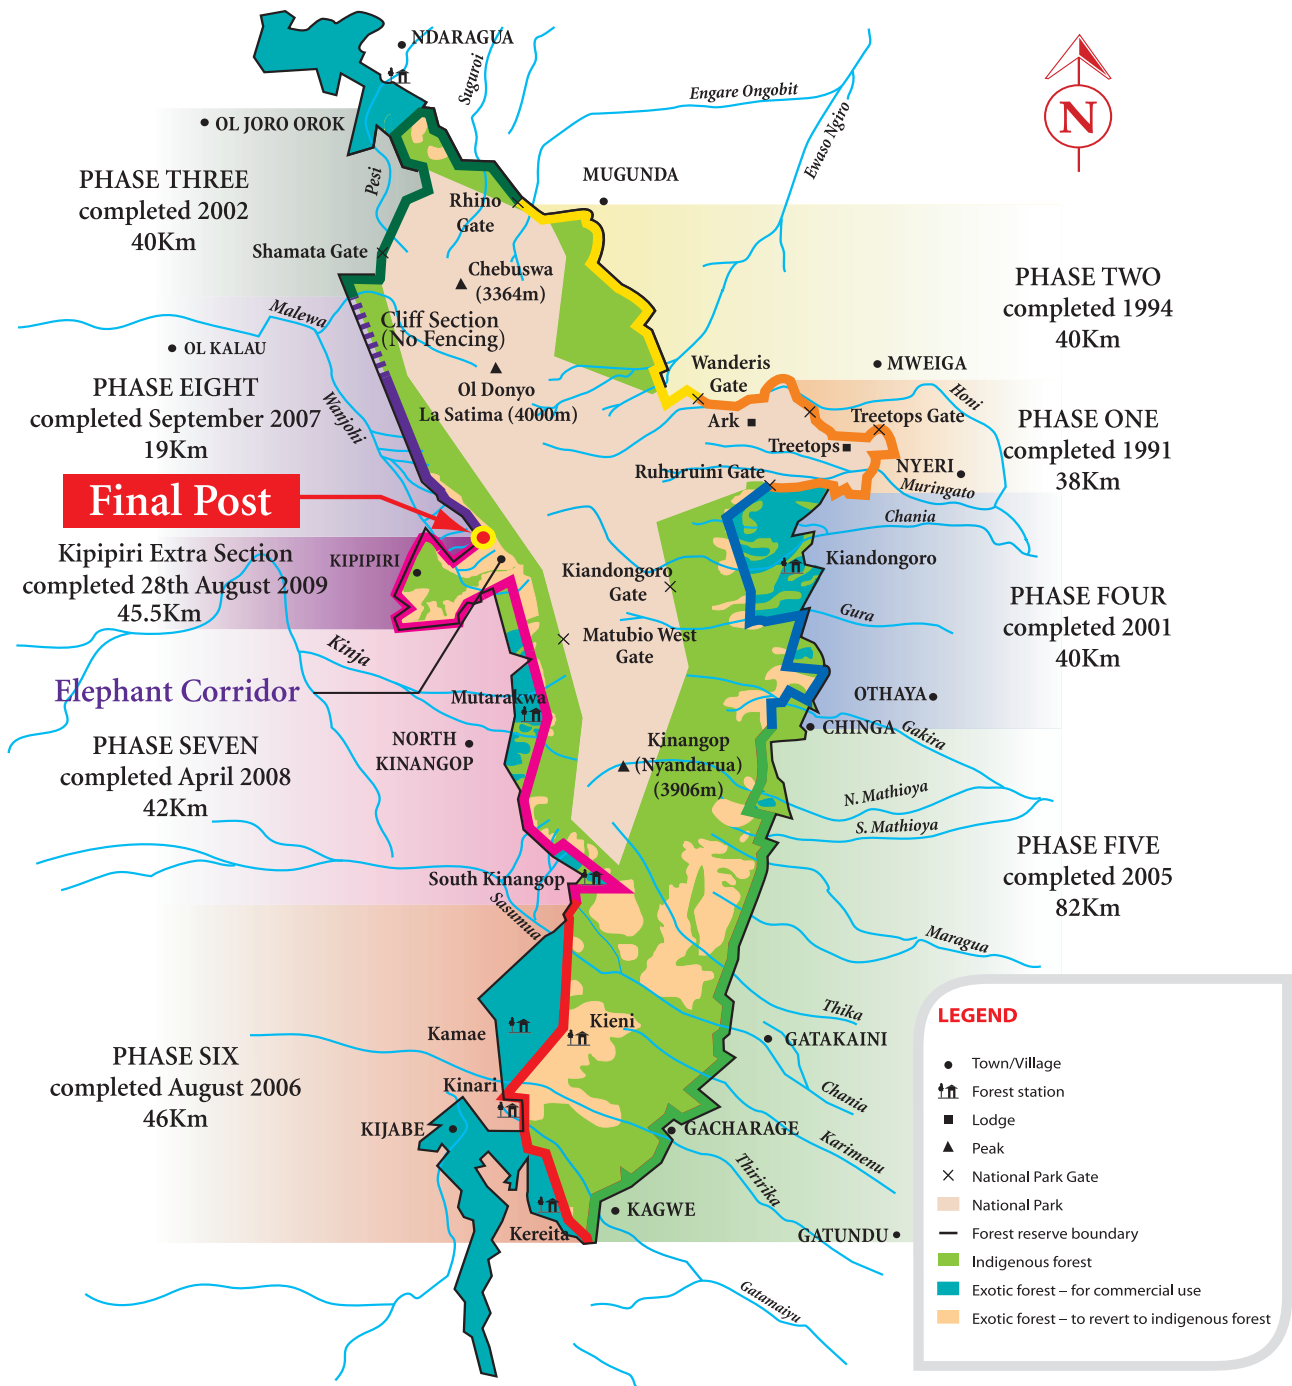 NDARAGUA
Suguroi
Engare Ongobit
Ewaso Ngiro
N
OL JORO OROK
Pesi
MUGUNDA
PHASE THREE
completed 2002
40Km
Rhino
Gate
Shamata Gate
Chebuswa
(3364m)
PHASE TWO
completed 1994
40Km
Malewa
Cliff Section
(No Fencing)
OL KALAU
Wanderis
Gate
MWEIGA
PHASE EIGHT
completed September 2007
19Km
Wanjohi
Ol Donyo
La Satima (4000m)
Honi
Ark
Treetops Gate
Treetops
PHASE ONE
completed 1991
38Km
Ruhuruini Gate
NYERI
Muringato
Final Post
Chania
Kipipiri Extra Section
completed 28th August 2009
45.5Km
KIPIPIRI
Kiandongoro
Gate
Kiandongoro
PHASE FOUR
completed 2001
40Km
Gura
Matubio West
Gate
Kinja
Elephant Corridor
Mutarakwa
OTHAYA
CHINGA
Gakira
PHASE SEVEN
completed April 2008
42Km
NORTH
KINANGOP
Kinangop
(Nyandarua)
(3906m)
N. Mathioya
S. Mathioya
PHASE FIVE
completed 2005
82Km
South Kinangop
Sasumua
Maragua
Thika
Kamae
Kieni
GATAKAINI
PHASE SIX
completed August 2006
46Km
Kinari
Chania
KIJABE
GACHARAGE
Karimenu
Thiririka
KAGWE
Kereita
GATUNDU
Gatamaiyu
LEGEND
Town/Village
Forest station
Lodge
Peak
National Park Gate
National Park
Forest reserve boundary
Indigenous forest
Exotic forest – for commercial use
Exotic forest – to revert to indigenous forest